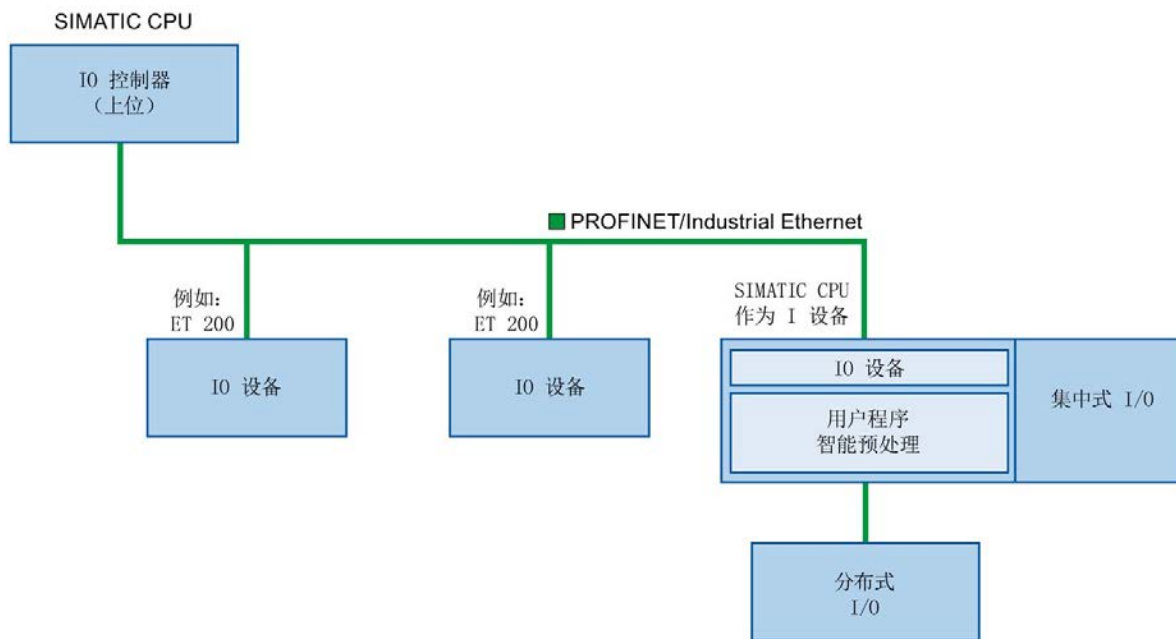 SIMATIC CPU
IO 控制器
（上位）
PROFINET/Industrial Ethernet
例如：
ET 200
例如：
ET 200
SIMATIC CPU
作为 I 设备
IO 设备
IO 设备
IO 设备
用户程序
智能预处理
集中式 I/O
分布式
I/O